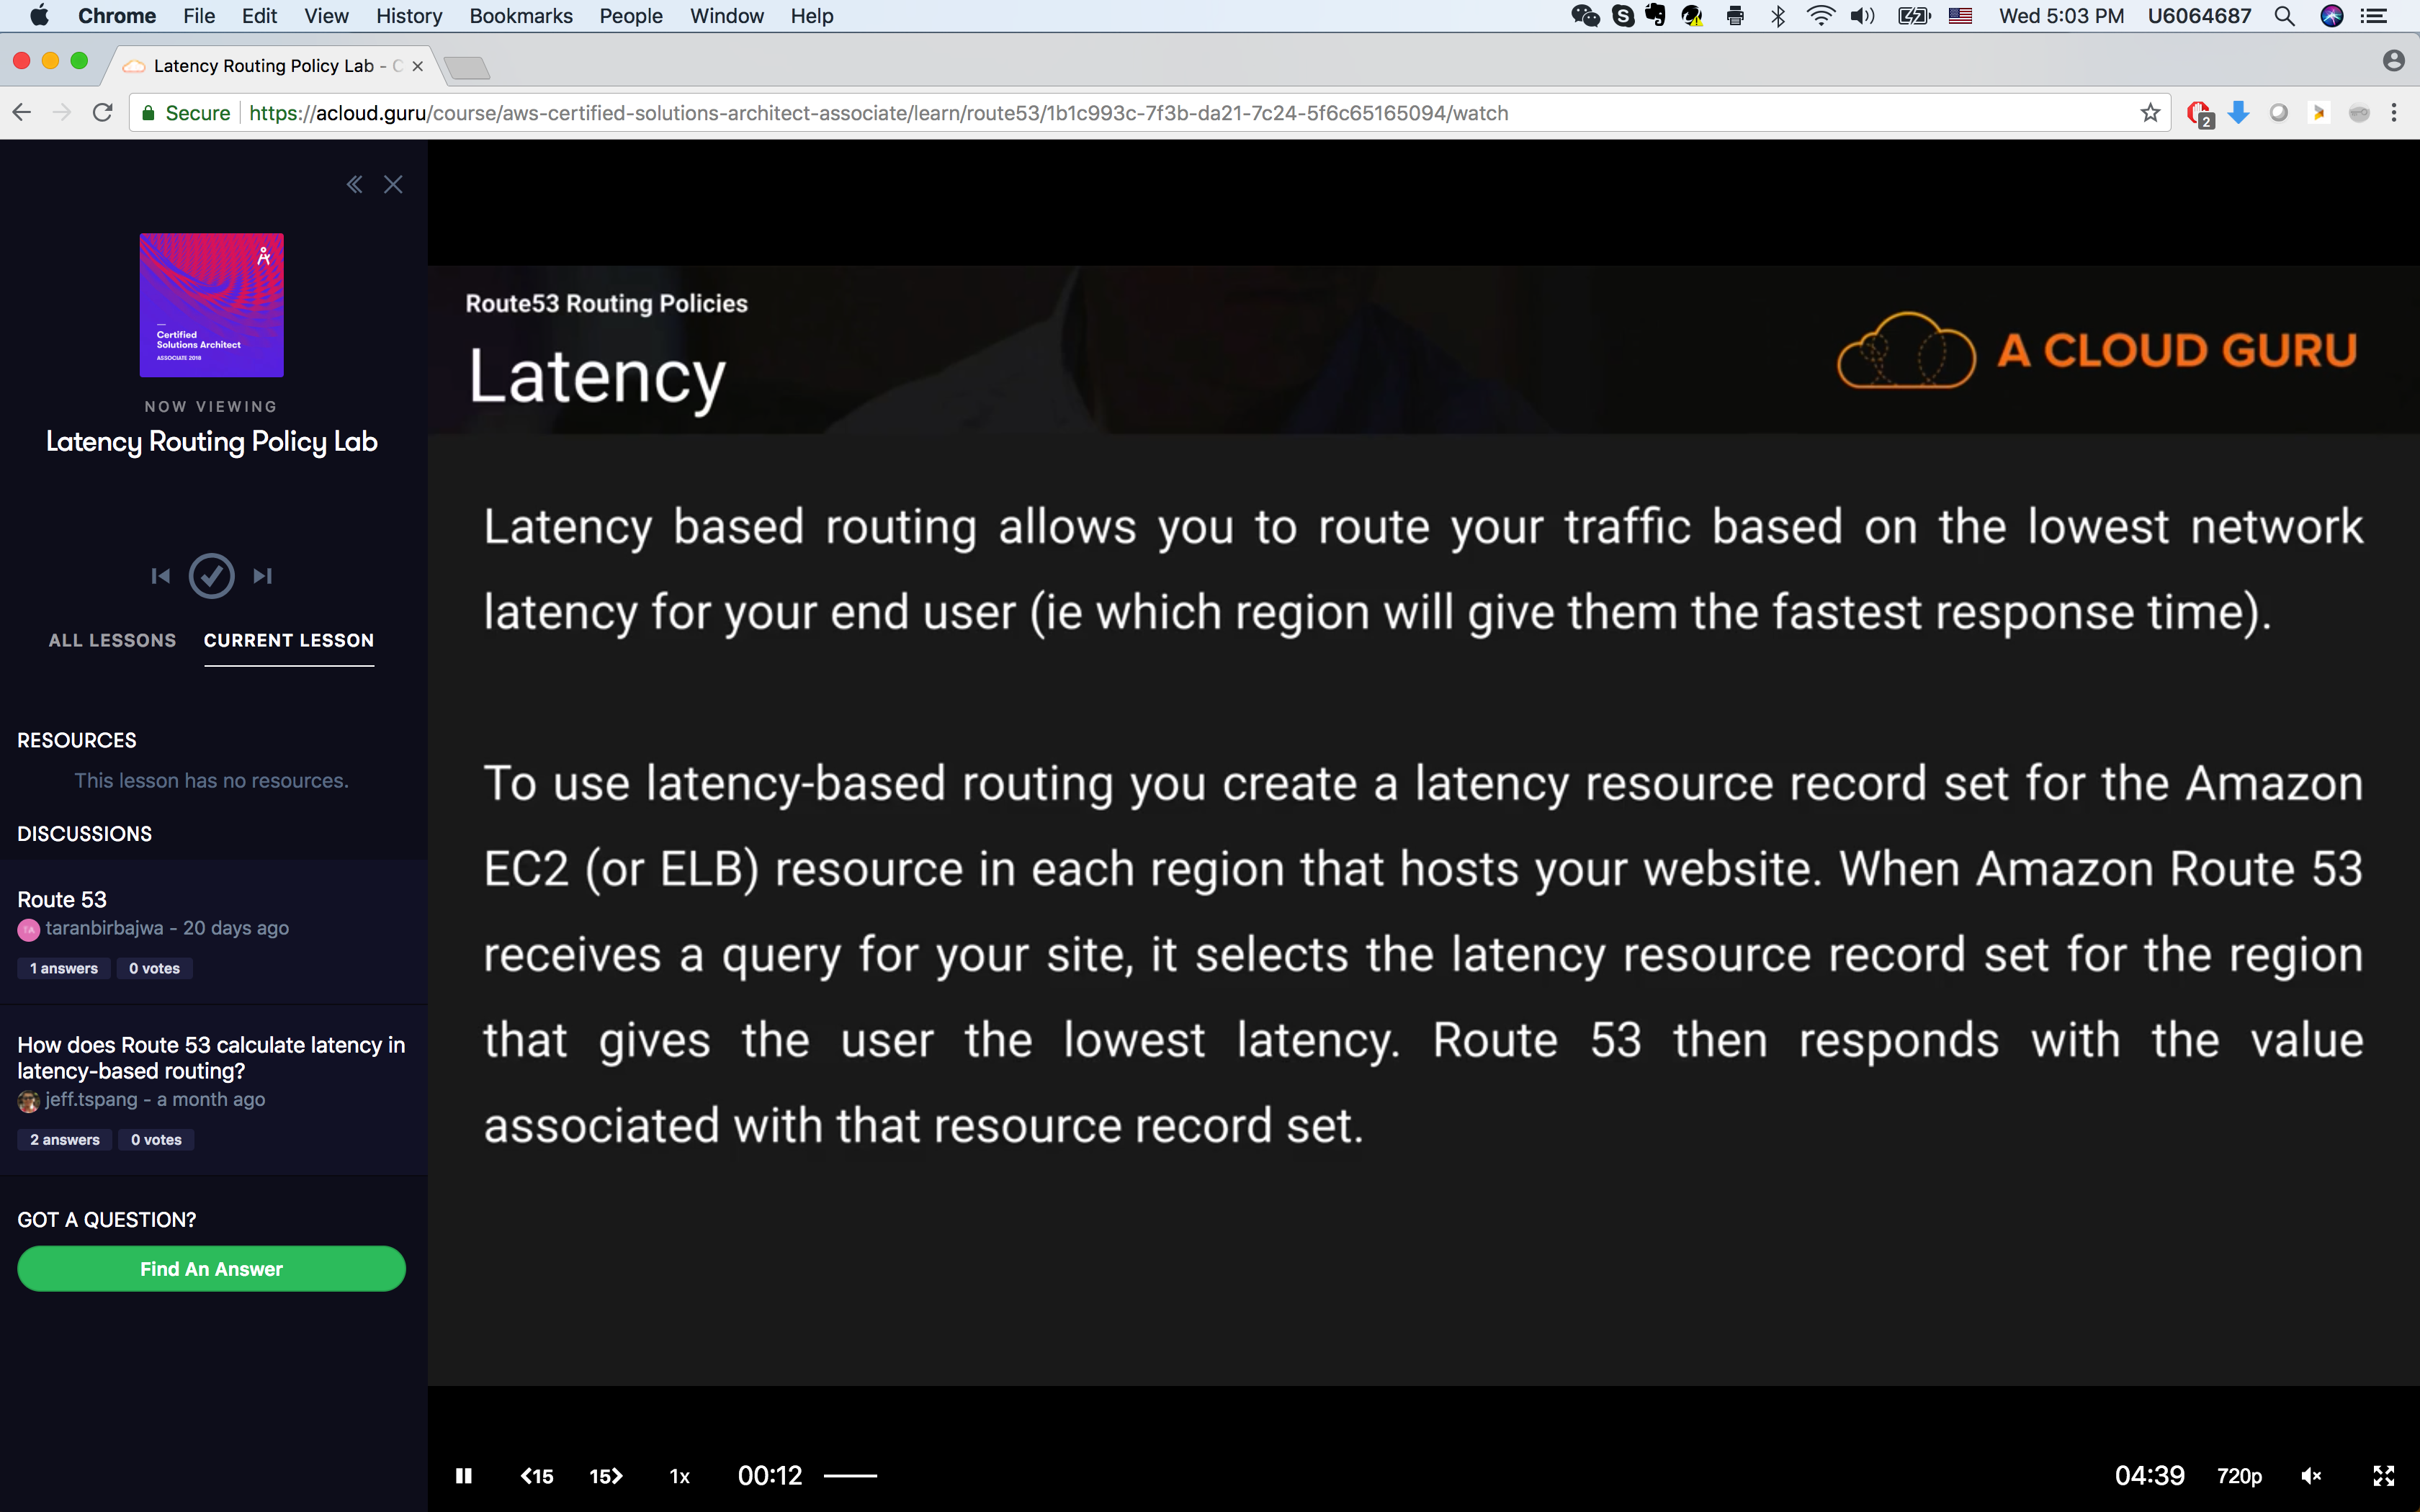 Chrome File Edit View History Bookmarks People Window Help Wed 5:03 PM U6064687
Latency Routing Policy Lab - C
Secure https://acloud.guru/course/aws-certified-solutions-architect-associate/learn/route53/1b1c993c-7f3b-da21-7c24-5f6c65165094/watch 2
Certified
Solutions Architect
ASSOCIATE 2018
NOW VIEWING
Latency Routing Policy Lab
ALL LESSONS CURRENT LESSON
RESOURCES
This lesson has no resources.
DISCUSSIONS
Route 53
TA taranbirbajwa - 20 days ago
1 answers 0 votes
How does Route 53 calculate latency in
latency-based routing?
jeff.tspang - a month ago
2 answers 0 votes
GOT A QUESTION?
Find An Answer
Route53 Routing Policies
Latency
A CLOUD GURU
Latency based routing allows you to route your traffic based on the lowest network
latency for your end user (ie which region will give them the fastest response time).
To use latency-based routing you create a latency resource record set for the Amazon
EC2 (or ELB) resource in each region that hosts your website. When Amazon Route 53
receives a query for your site, it selects the latency resource record set for the region
that gives the user the lowest latency. Route 53 then responds with the value
associated with that resource record set.
15 15 1x 00:12 04:39 720p